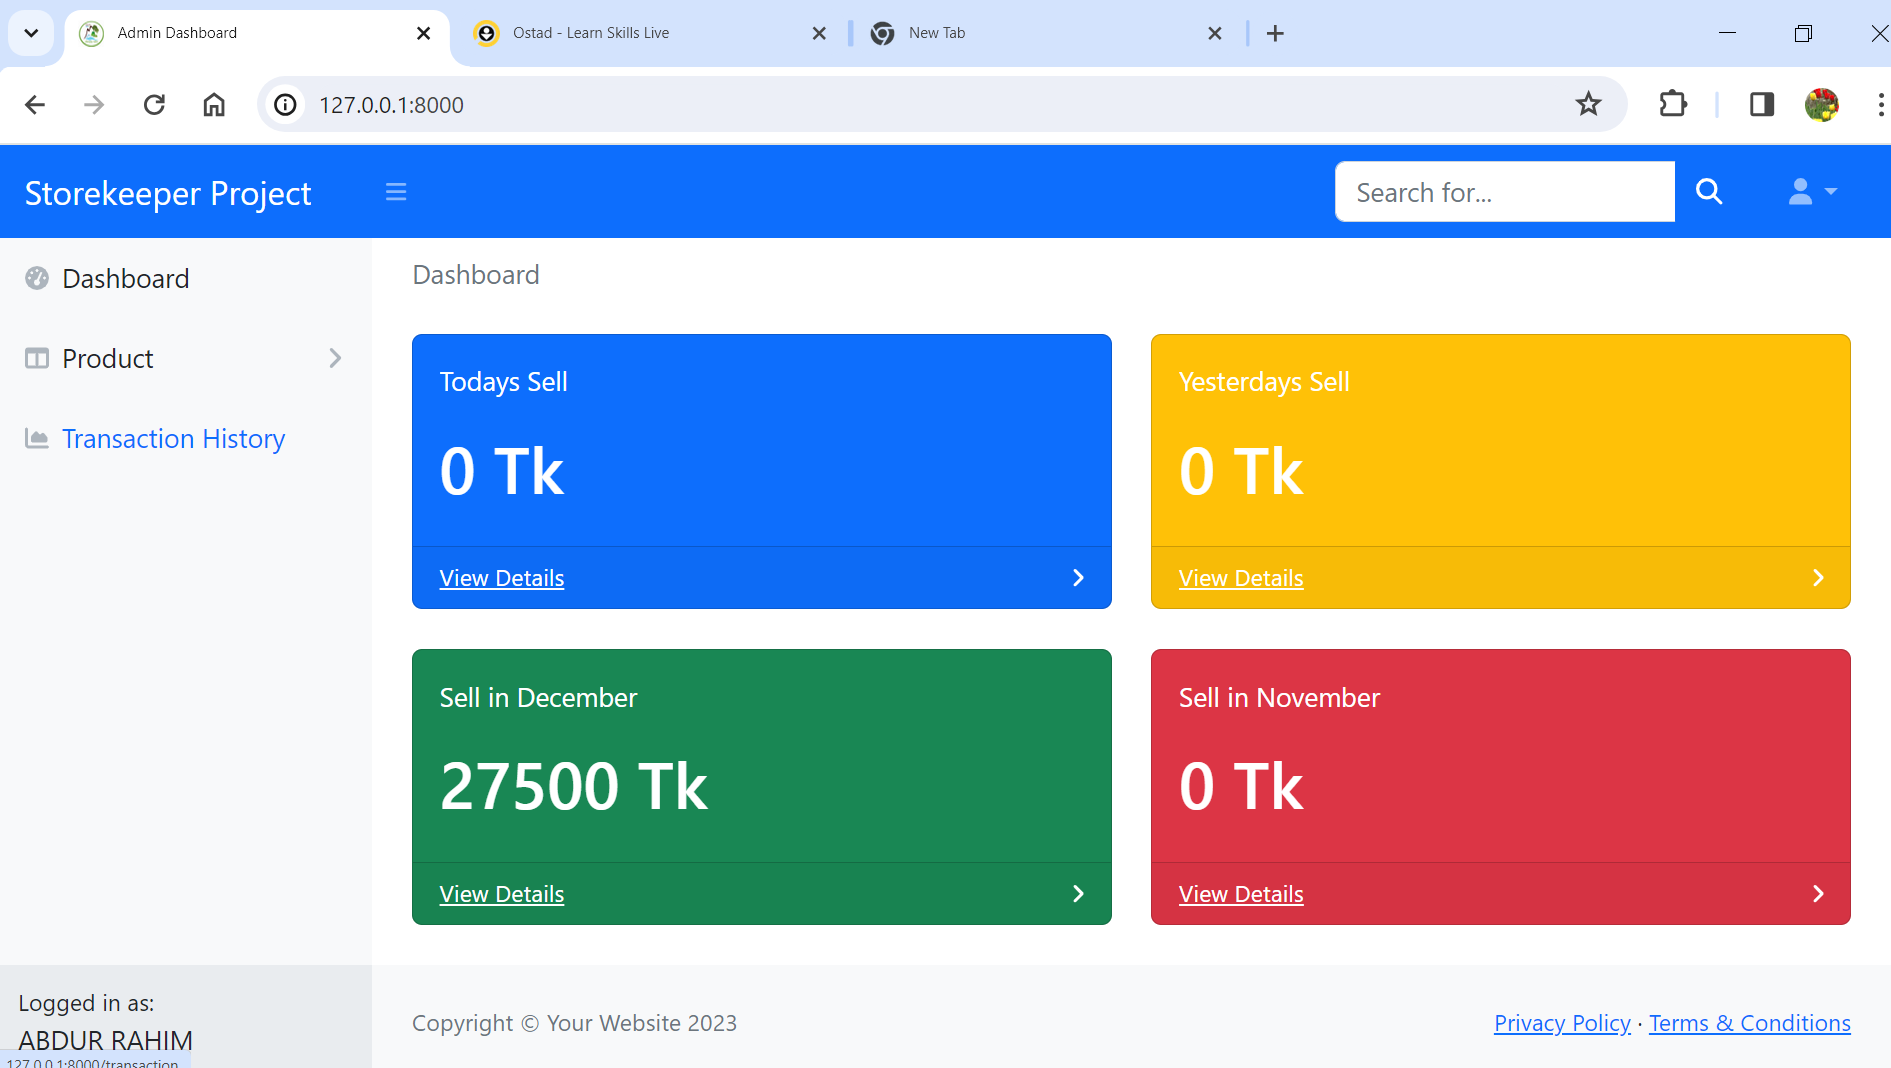 Admin Dashboard
Ostad - Learn Skills Live
New Tab
127.0.0.1:8000
Storekeeper Project
Search for...
Dashboard
Product
Transaction History
Dashboard
Todays Sell
0 Tk
View Details
Yesterdays Sell
0 Tk
View Details
Sell in December
27500 Tk
View Details
Sell in November
0 Tk
View Details
Logged in as:
ABDUR RAHIM
127.0.0.1:8000/transaction
Copyright © Your Website 2023
Privacy Policy · Terms & Conditions